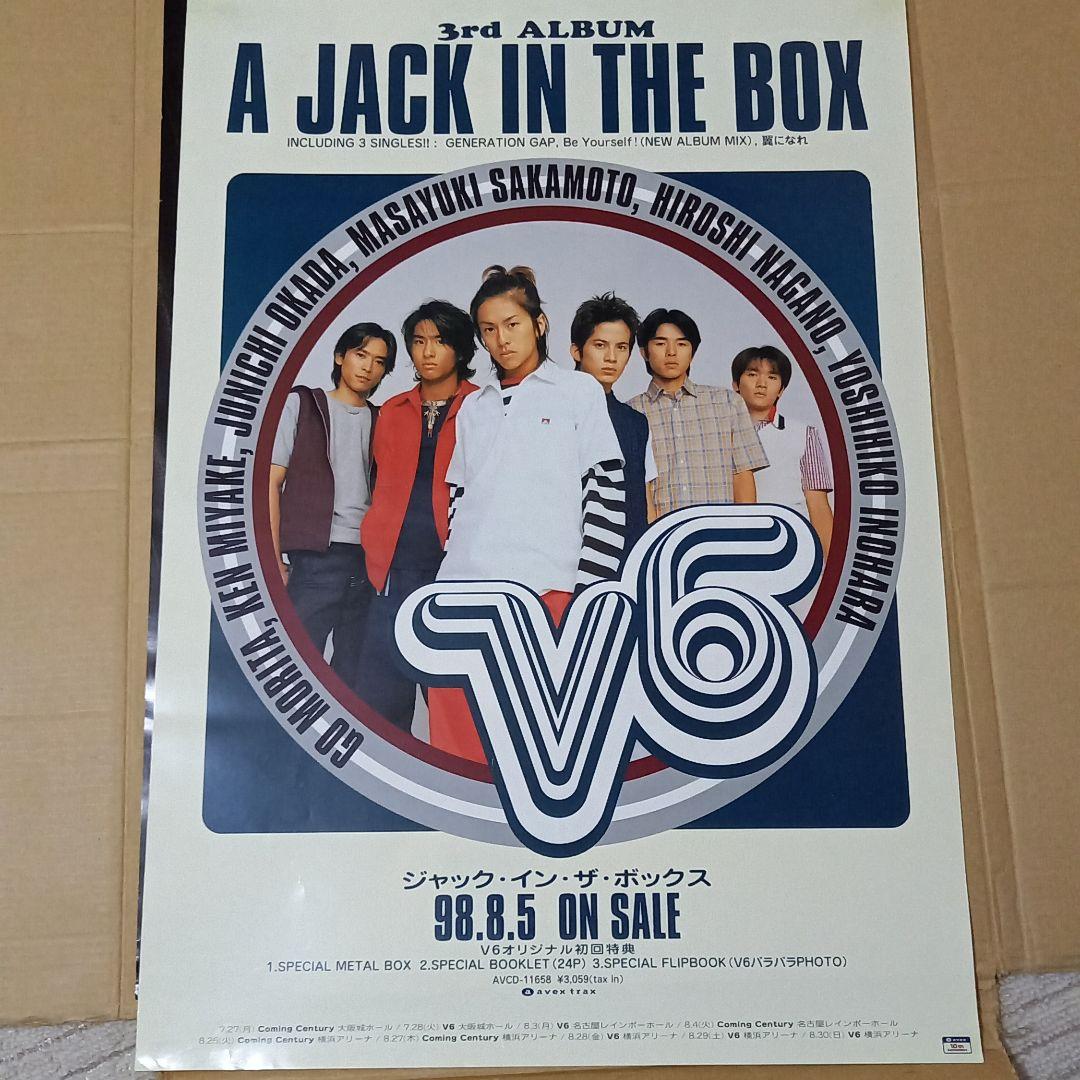 3rd ALBUM
A JACK IN THE BOX
INCLUDING 3 SINGLES!! : GENERATION GAP, Be Yourself!(NEW ALBUM MIX), 翼になれ
GO MORITA, KEN MIYAKE, JUNICHI OKADA, MASAYUKI SAKAMOTO, HIROSHI NAGANO, YOSHIHIKO INOHARA
V6
ジャック・イン・ザ・ボックス
98.8.5 ON SALE
V6オリジナル初回特典
1.SPECIAL METAL BOX 2.SPECIAL BOOKLET(24P) 3.SPECIAL FLIPBOOK(V6パラパラPHOTO)
AVCD-11658 ¥3,059(tax in)
avex trax
7.27(月) Coming Century 大阪城ホール / 7.28(火) V6 大阪城ホール / 8.3(月) V6 名古屋レインボーホール / 8.4(火) Coming Century 名古屋レインボーホール
8.25(火) Coming Century 横浜アリーナ / 8.27(木) Coming Century 横浜アリーナ / 8.28(金) V6 横浜アリーナ / 8.29(土) V6 横浜アリーナ / 8.30(日) V6 横浜アリーナ
avex